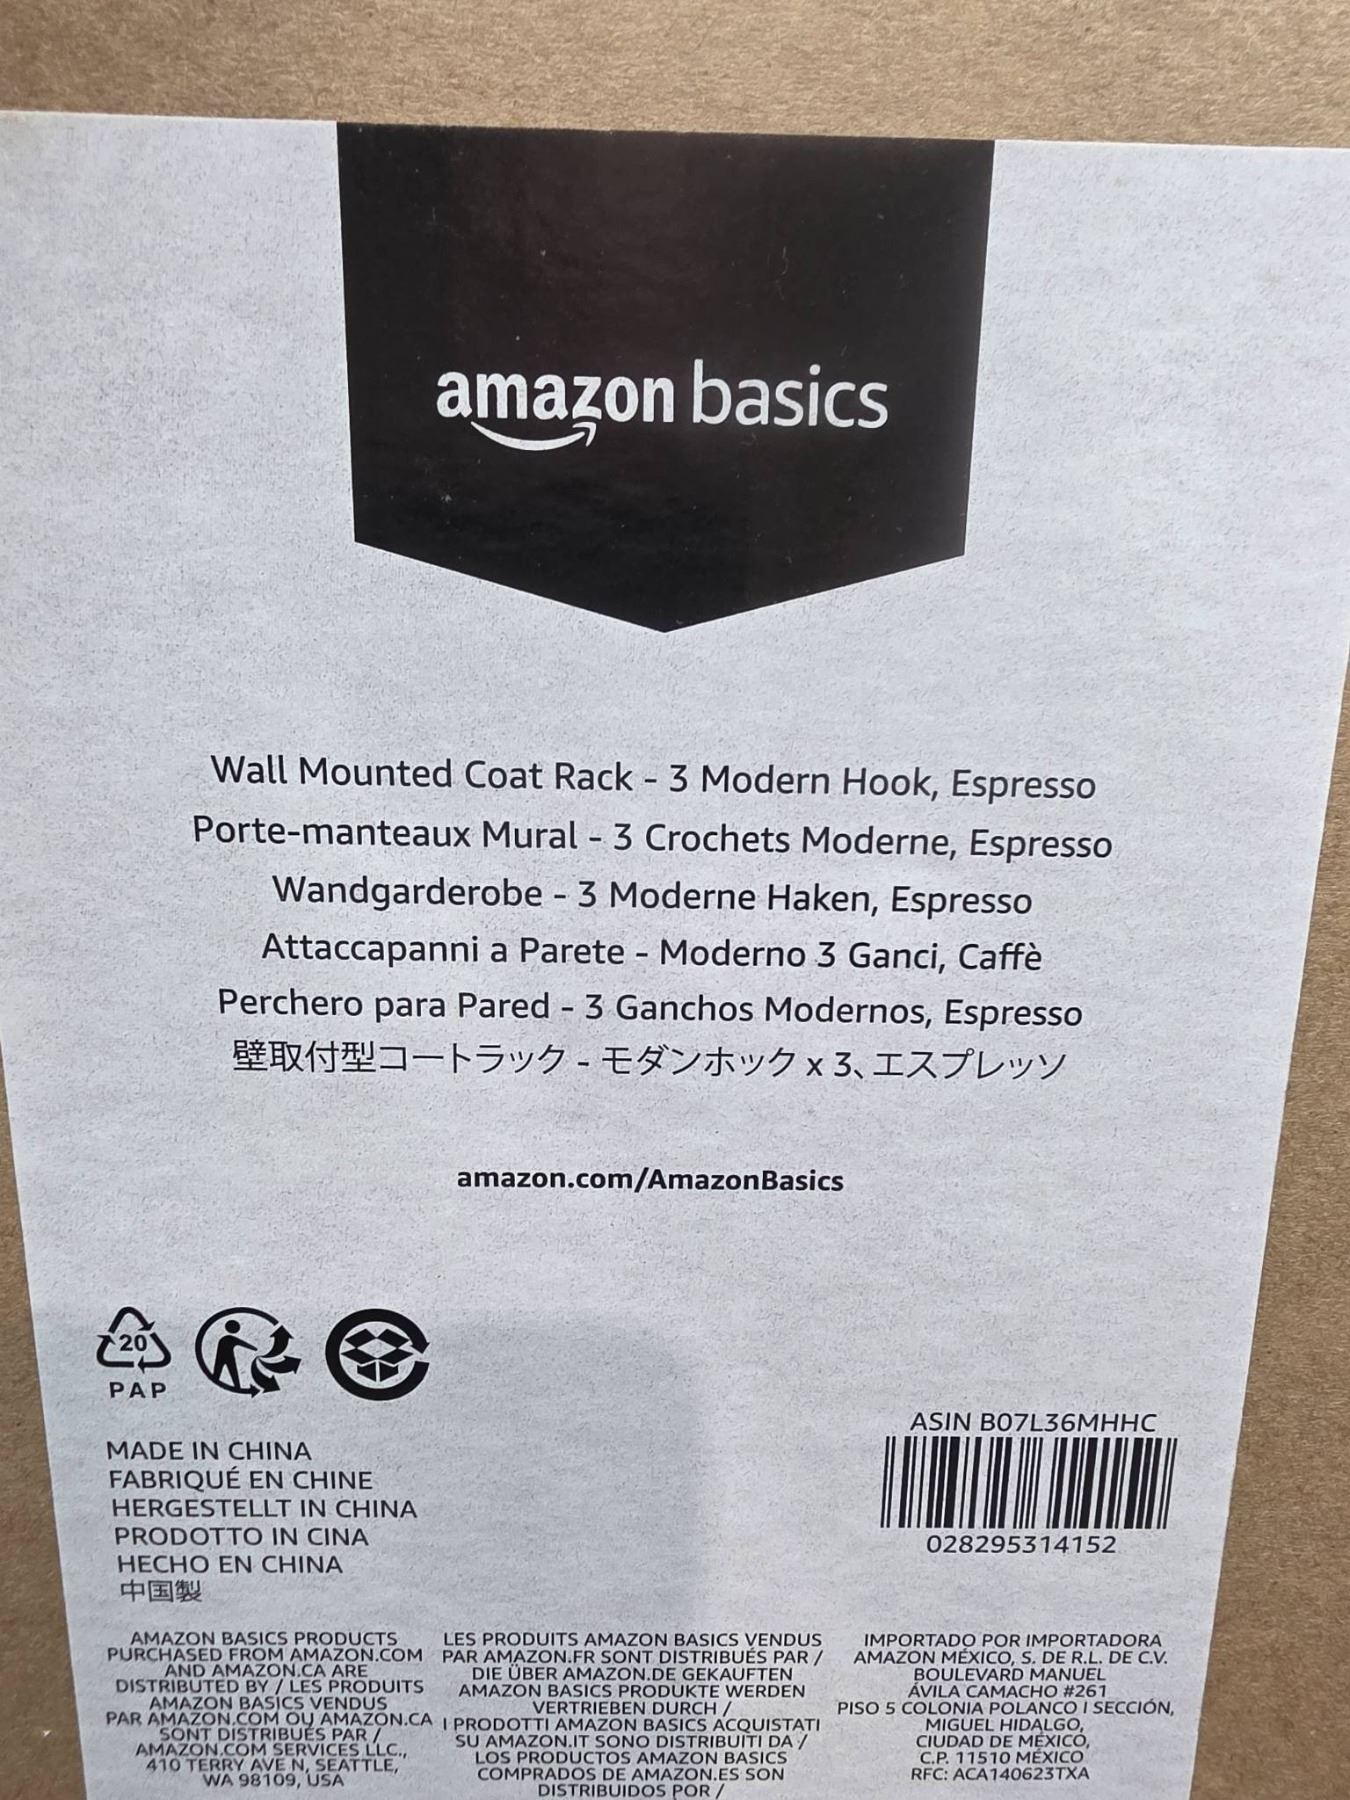 amazon basics
Wall Mounted Coat Rack - 3 Modern Hook, Espresso
Porte-manteaux Mural - 3 Crochets Moderne, Espresso
Wandgarderobe - 3 Moderne Haken, Espresso
Attaccapanni a Parete - Moderno 3 Ganci, Caffè
Perchero para Pared - 3 Ganchos Modernos, Espresso
壁取付型コートラック - モダンホック x 3、エスプレッソ
amazon.com/AmazonBasics
20
PAP
MADE IN CHINA
FABRIQUÉ EN CHINE
HERGESTELLT IN CHINA
PRODOTTO IN CINA
HECHO EN CHINA
中国製
ASIN B07L36MHHC
028295314152
AMAZON BASICS PRODUCTS
PURCHASED FROM AMAZON.COM
AND AMAZON.CA ARE
DISTRIBUTED BY / LES PRODUITS
AMAZON BASICS VENDUS
PAR AMAZON.COM OU AMAZON.CA
SONT DISTRIBUÉS PAR /
AMAZON.COM SERVICES LLC.,
410 TERRY AVE N, SEATTLE,
WA 98109, USA
LES PRODUITS AMAZON BASICS VENDUS
PAR AMAZON.FR SONT DISTRIBUÉS PAR /
DIE ÜBER AMAZON.DE GEKAUFTEN
AMAZON BASICS PRODUKTE WERDEN
VERTRIEBEN DURCH /
I PRODOTTI AMAZON BASICS ACQUISTATI
SU AMAZON.IT SONO DISTRIBUITI DA /
LOS PRODUCTOS AMAZON BASICS
COMPRADOS DE AMAZON.ES SON
DISTRIBUIDOS POR /
IMPORTADO POR IMPORTADORA
AMAZON MÉXICO, S. DE R.L. DE C.V.
BOULEVARD MANUEL
ÁVILA CAMACHO #261
PISO 5 COLONIA POLANCO I SECCIÓN,
MIGUEL HIDALGO,
CIUDAD DE MÉXICO,
C.P. 11510 MÉXICO
RFC: ACA140623TXA